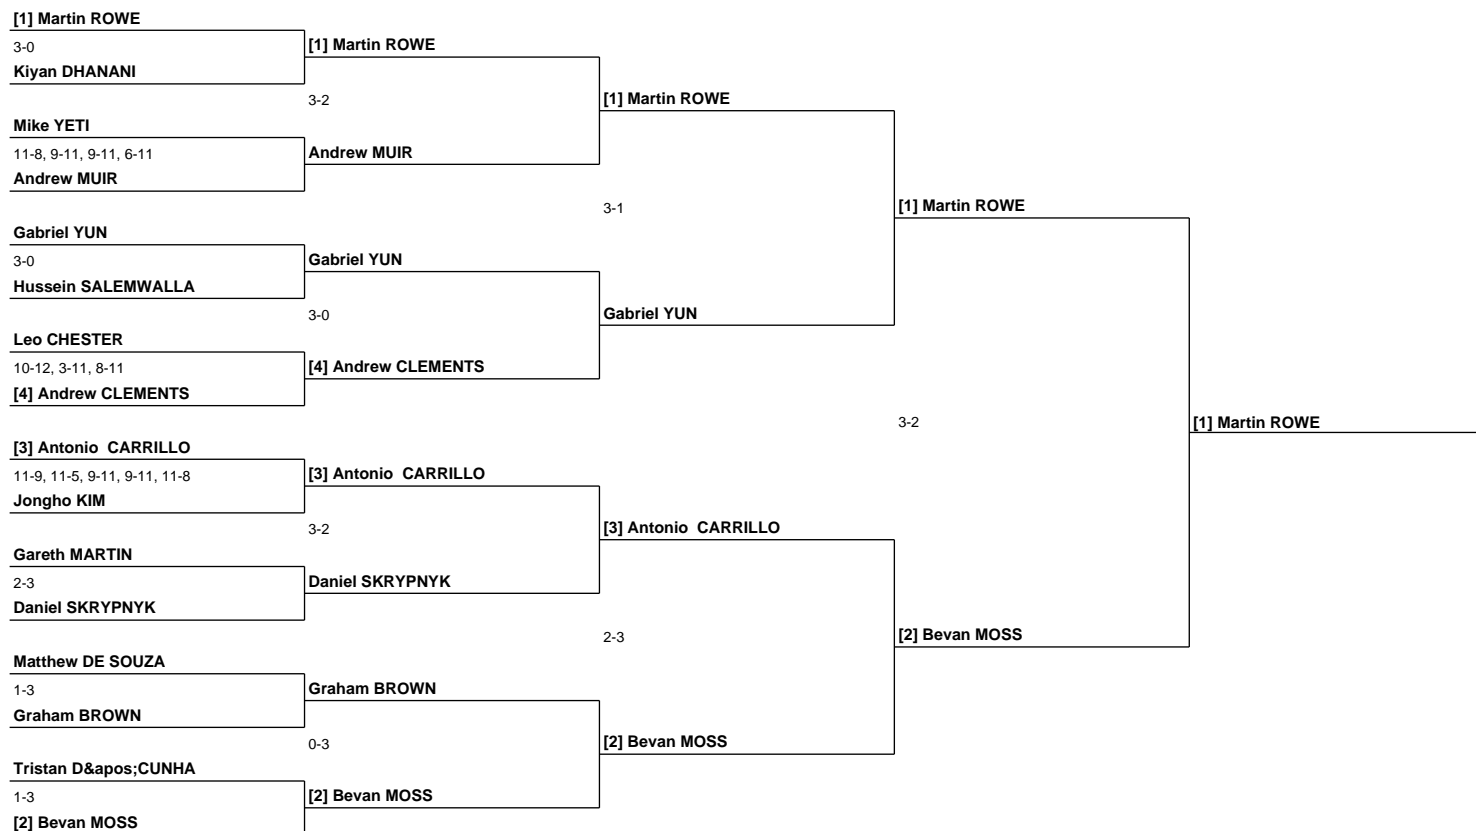 [1] Martin ROWE
3-0
Kiyan DHANANI
Mike YETI
11-8, 9-11, 9-11, 6-11
Andrew MUIR
Gabriel YUN
3-0
Hussein SALEMWALLA
Leo CHESTER
10-12, 3-11, 8-11
[4] Andrew CLEMENTS
[3] Antonio  CARRILLO
11-9, 11-5, 9-11, 9-11, 11-8
Jongho KIM
Gareth MARTIN
2-3
Daniel SKRYPNYK
Matthew DE SOUZA
1-3
Graham BROWN
Tristan D&apos;CUNHA
1-3
[2] Bevan MOSS
[1] Martin ROWE
3-2
Andrew MUIR
Gabriel YUN
3-0
[4] Andrew CLEMENTS
[3] Antonio  CARRILLO
3-2
Daniel SKRYPNYK
Graham BROWN
0-3
[2] Bevan MOSS
[1] Martin ROWE
3-1
Gabriel YUN
[3] Antonio  CARRILLO
2-3
[2] Bevan MOSS
[1] Martin ROWE
3-2
[2] Bevan MOSS
[1] Martin ROWE